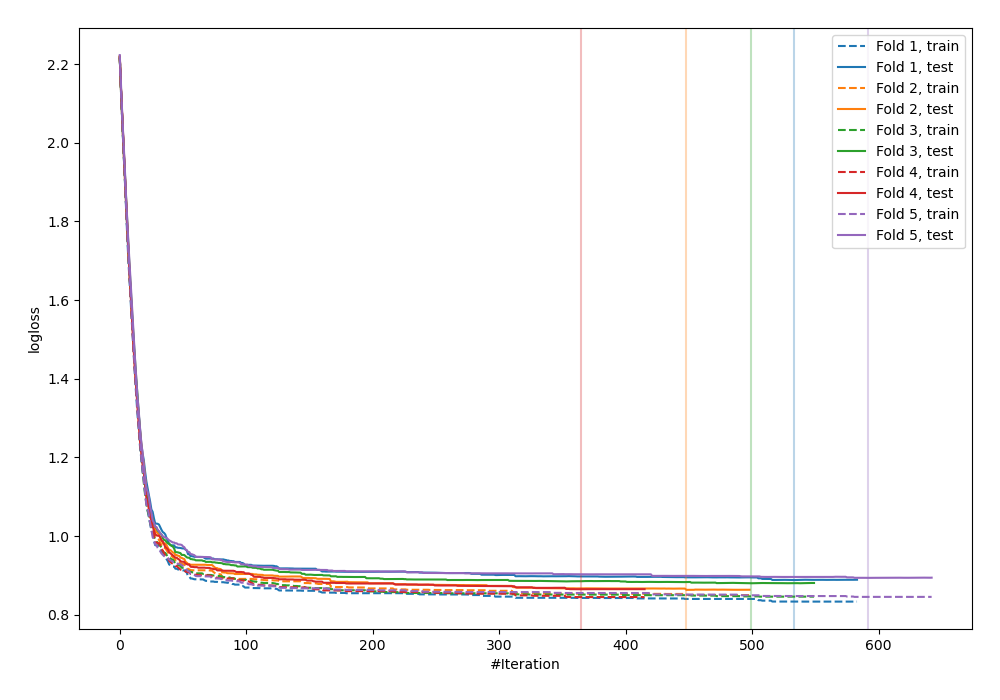 2.2
2.0
1.8
1.6
1.4
1.2
1.0
0.8
logloss
0
100
200
300
400
500
600
#Iteration
Fold 1, train
Fold 1, test
Fold 2, train
Fold 2, test
Fold 3, train
Fold 3, test
Fold 4, train
Fold 4, test
Fold 5, train
Fold 5, test